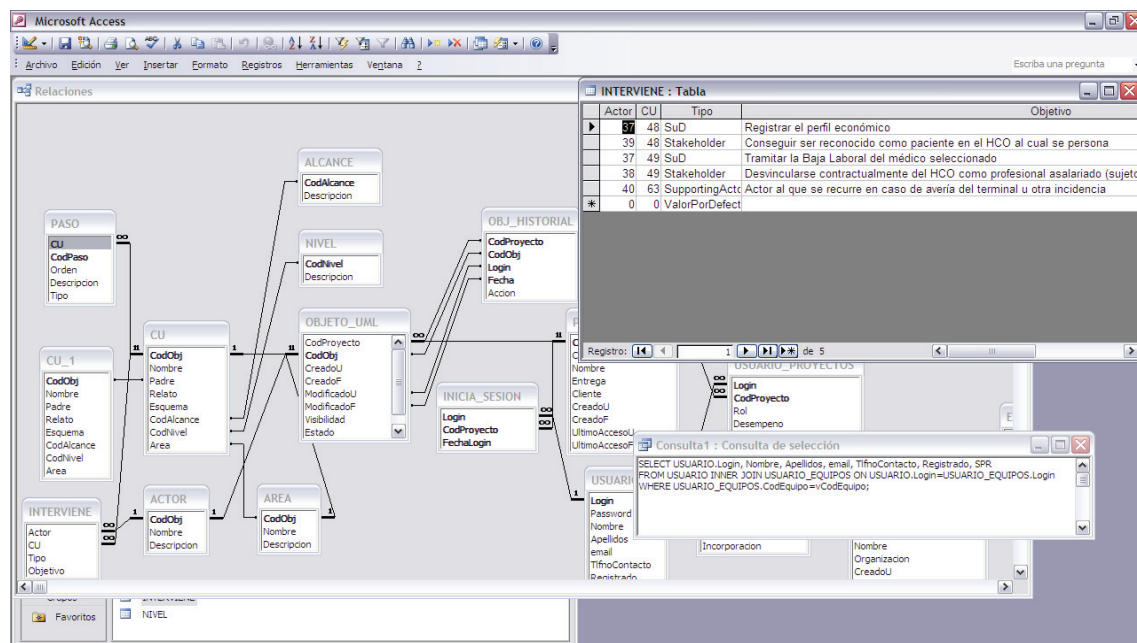 Microsoft Access
Archivo Edición Ver Insertar Formato Registros Herramientas Ventana ?
Escriba una pregunta
Relaciones
PASO
CU
CodPaso
Orden
Descripcion
Tipo
CU_1
CodObj
Nombre
Padre
Relato
Esquema
CodAlcance
CodNivel
Area
INTERVIENE
Actor
CU
Tipo
Objetivo
CU
CodObj
Nombre
Padre
Relato
Esquema
CodAlcance
CodNivel
Area
ACTOR
CodObj
Nombre
Descripcion
ALCANCE
CodAlcance
Descripcion
NIVEL
CodNivel
Descripcion
OBJETO_UML
CodProyecto
CodObj
CreadoU
CreadoF
ModificadoU
ModificadoF
Visibilidad
Estado
AREA
CodObj
Nombre
Descripcion
OBJ_HISTORIAL
CodProyecto
CodObj
Login
Fecha
Accion
INICIA_SESION
Login
CodProyecto
FechaLogin
P
C
C
Nombre
Entrega
Cliente
CreadoU
CreadoF
UltimoAccesoU
UltimoAccesoF
USUARIO
Login
Password
Nombre
Apellidos
email
TlfnoContacto
Registrado
USUARIO_PROYECTOS
Login
CodProyecto
Rol
Desempeno
Incorporacion
Nombre
Organizacion
CreadoU
E
INTERVIENE : Tabla
Actor CU Tipo Objetivo
37 48 SuD Registrar el perfil económico
39 48 Stakeholder Conseguir ser reconocido como paciente en el HCO al cual se persona
37 49 SuD Tramitar la Baja Laboral del médico seleccionado
38 49 Stakeholder Desvincularse contractualmente del HCO como profesional asalariado (sujeto
40 63 SupportingActo Actor al que se recurre en caso de avería del terminal u otra incidencia
0 0 ValorPorDefect
Registro: 1 de 5
Consulta1 : Consulta de selección
SELECT USUARIO.Login, Nombre, Apellidos, email, TlfnoContacto, Registrado, SPR
FROM USUARIO INNER JOIN USUARIO_EQUIPOS ON USUARIO.Login=USUARIO_EQUIPOS.Login
WHERE USUARIO_EQUIPOS.CodEquipo=vCodEquipo;
Grupos
Favoritos
INTERVIENE
NIVEL